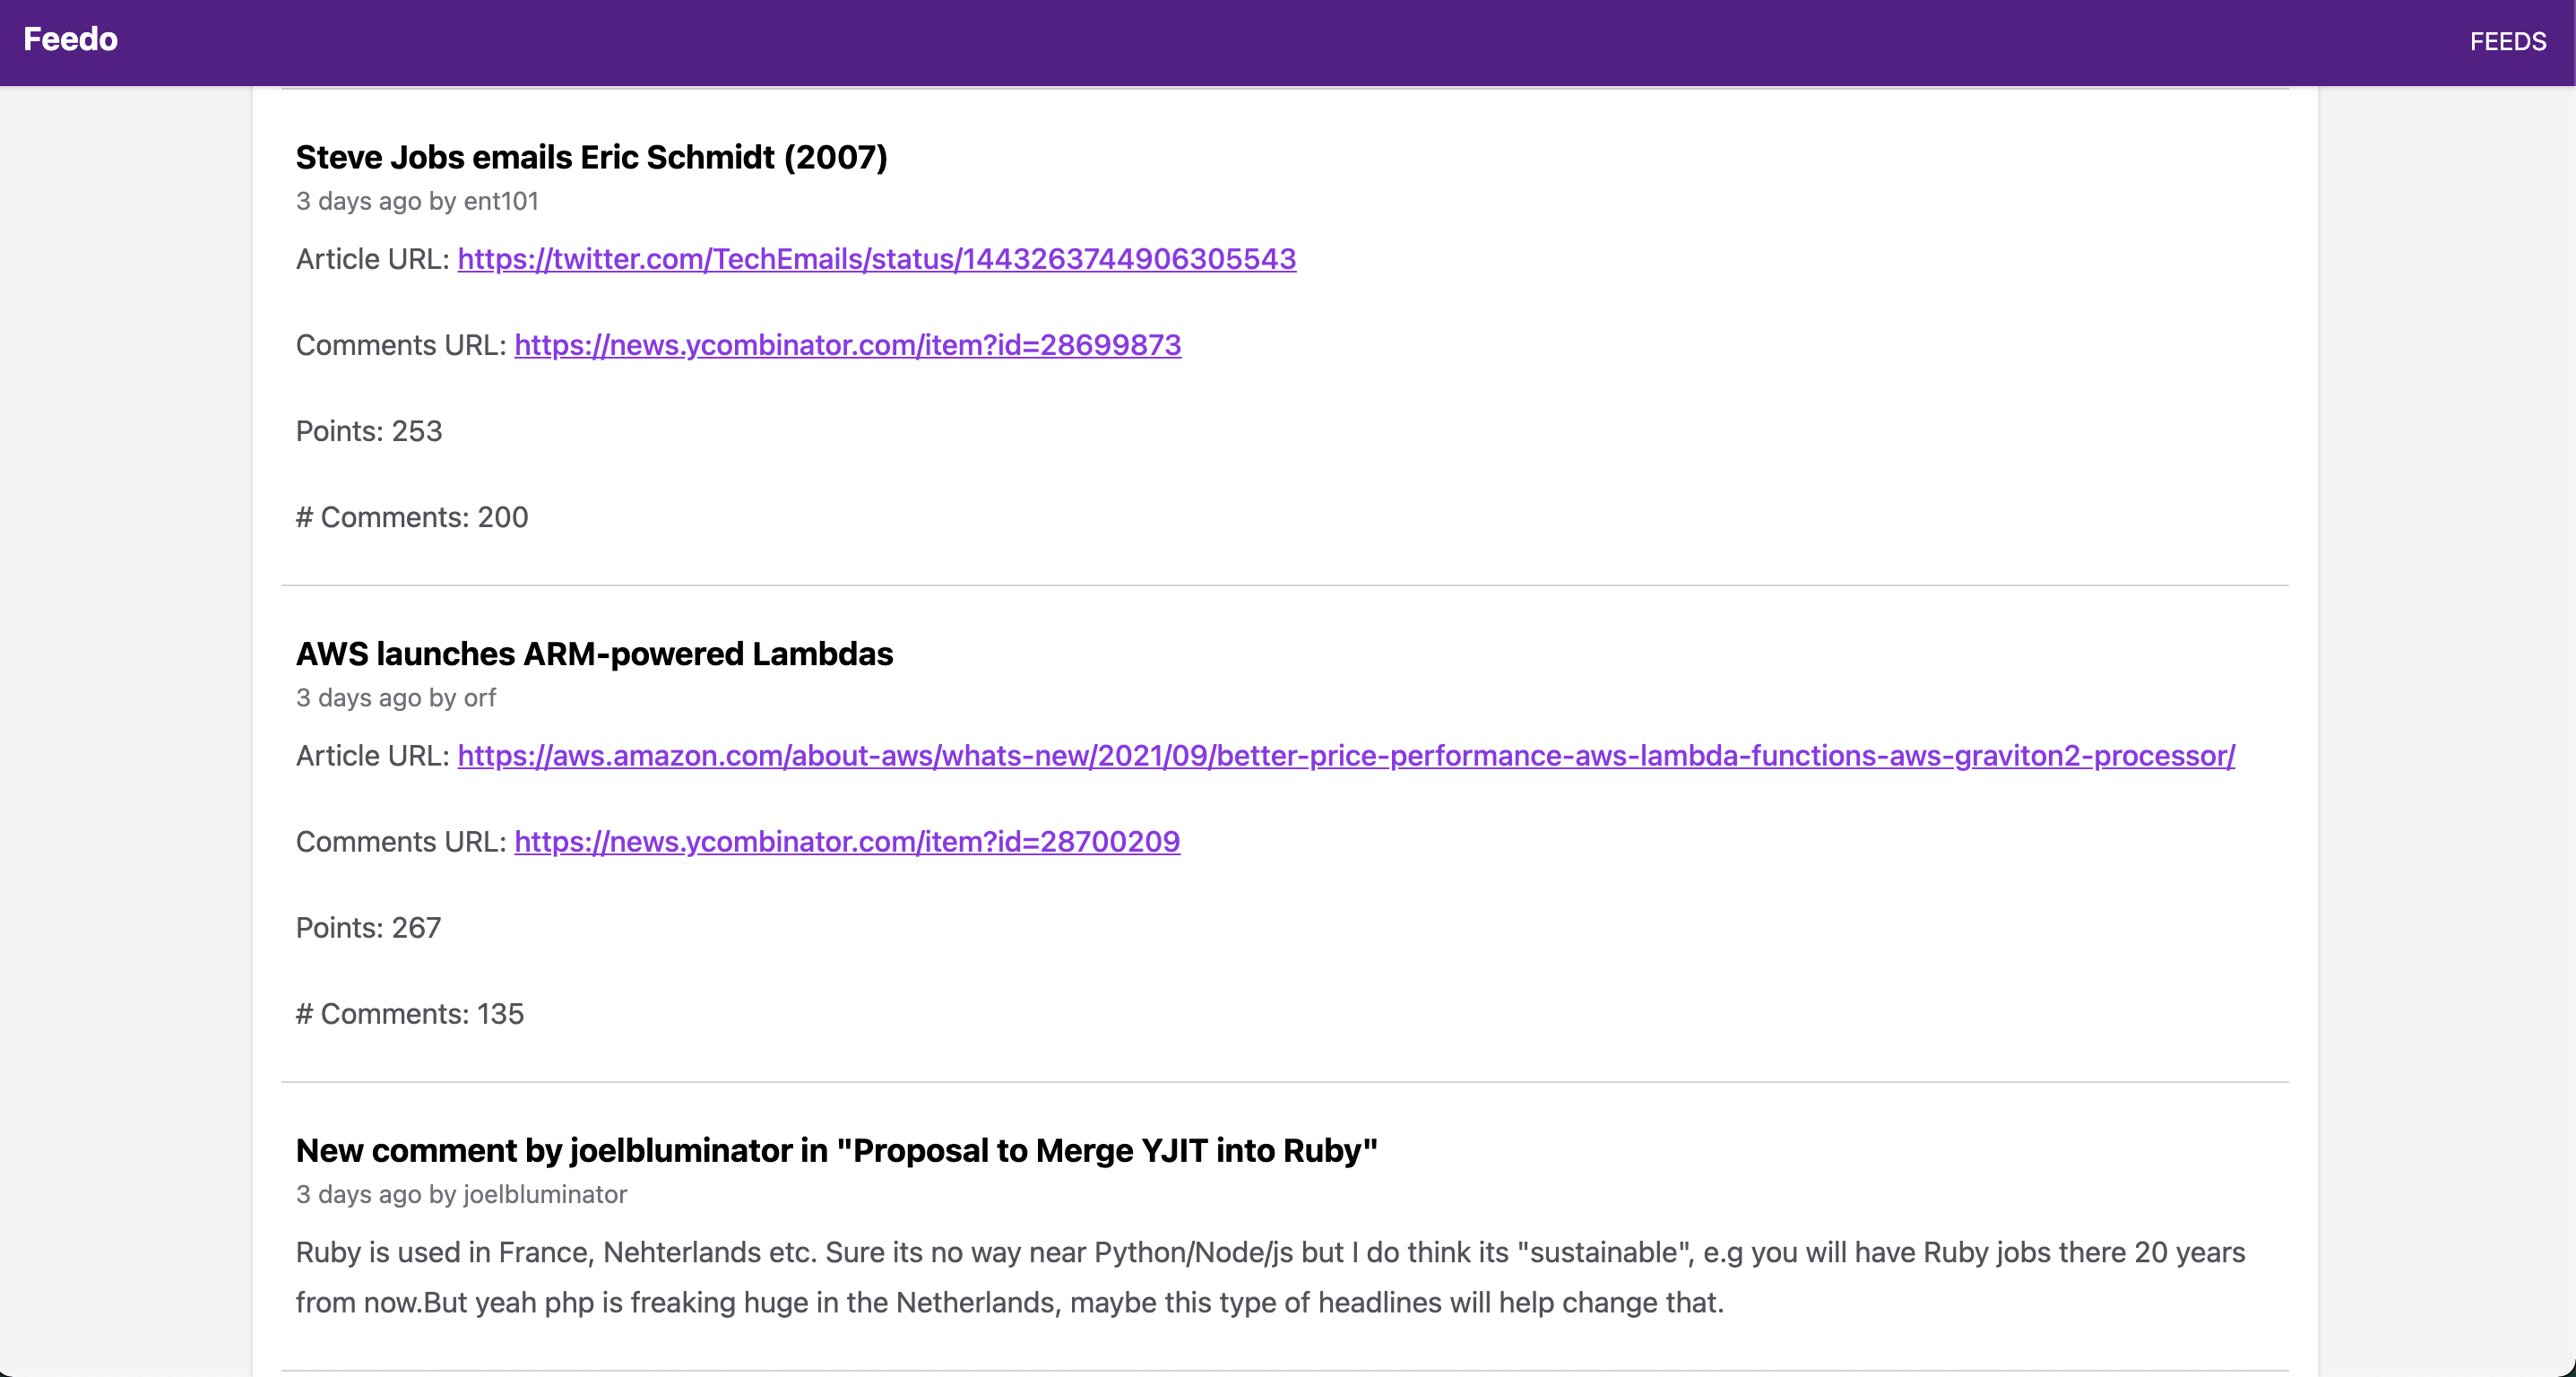 Feedo
FEEDS
Steve Jobs emails Eric Schmidt (2007)
3 days ago by ent101
Article URL: https://twitter.com/TechEmails/status/1443263744906305543
Comments URL: https://news.ycombinator.com/item?id=28699873
Points: 253
# Comments: 200
AWS launches ARM-powered Lambdas
3 days ago by orf
Article URL: https://aws.amazon.com/about-aws/whats-new/2021/09/better-price-performance-aws-lambda-functions-aws-graviton2-processor/
Comments URL: https://news.ycombinator.com/item?id=28700209
Points: 267
# Comments: 135
New comment by joelbluminator in "Proposal to Merge YJIT into Ruby"
3 days ago by joelbluminator
Ruby is used in France, Nehterlands etc. Sure its no way near Python/Node/js but I do think its "sustainable", e.g you will have Ruby jobs there 20 years
from now.But yeah php is freaking huge in the Netherlands, maybe this type of headlines will help change that.